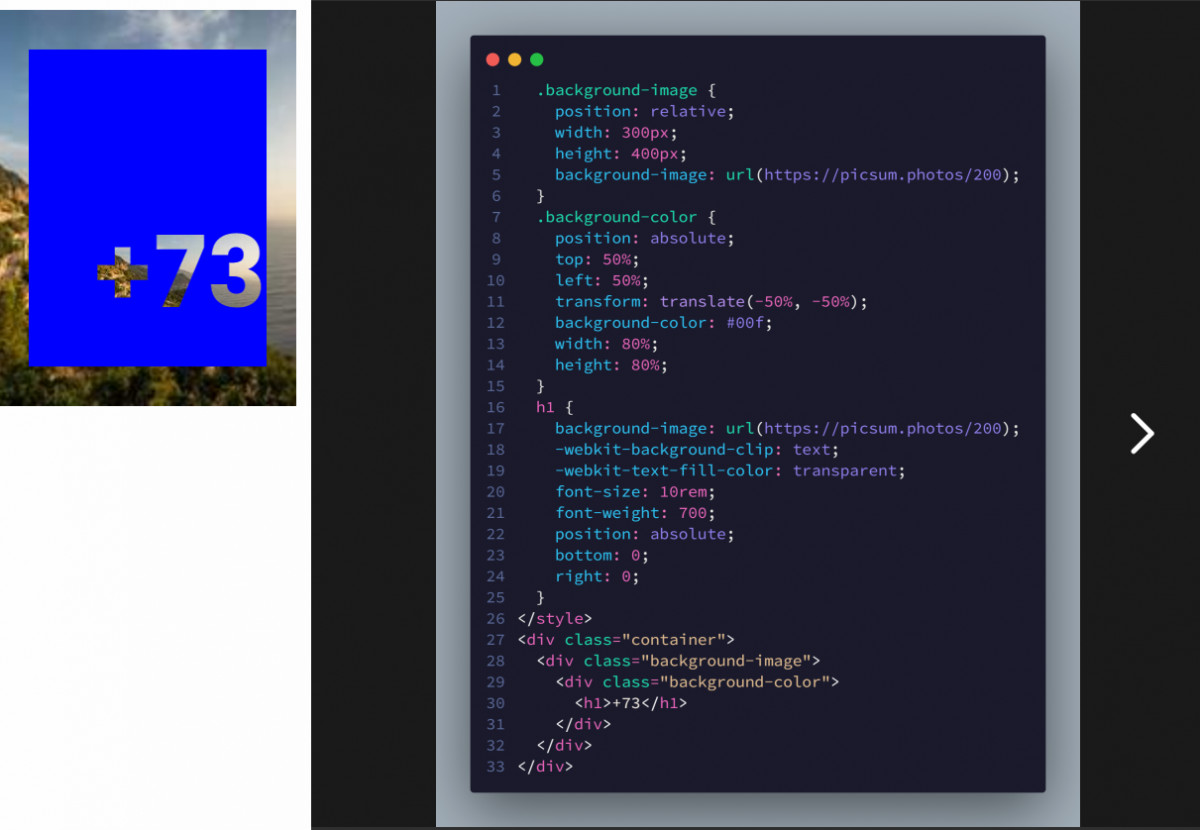 +73
1 .background-image {
2 position: relative;
3 width: 300px;
4 height: 400px;
5 background-image: url(https://picsum.photos/200);
6 }
7 .background-color {
8 position: absolute;
9 top: 50%;
10 left: 50%;
11 transform: translate(-50%, -50%);
12 background-color: #00f;
13 width: 80%;
14 height: 80%;
15 }
16 h1 {
17 background-image: url(https://picsum.photos/200);
18 -webkit-background-clip: text;
19 -webkit-text-fill-color: transparent;
20 font-size: 10rem;
21 font-weight: 700;
22 position: absolute;
23 bottom: 0;
24 right: 0;
25 }
26 </style>
27 <div class="container">
28 <div class="background-image">
29 <div class="background-color">
30 <h1>+73</h1>
31 </div>
32 </div>
33 </div>